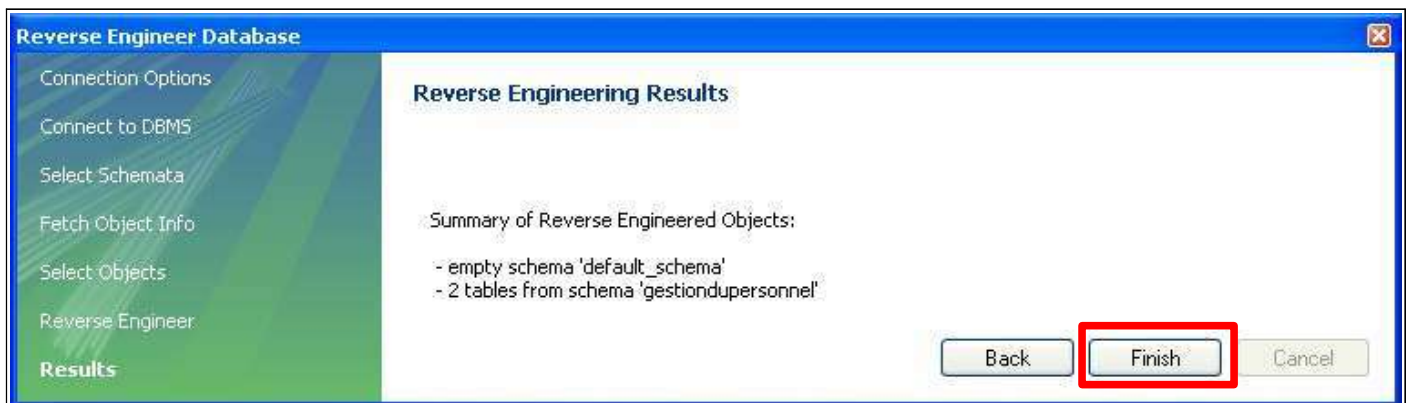 Reverse Engineer Database
Connection Options
Connect to DBMS
Select Schemata
Fetch Object Info
Select Objects
Reverse Engineer
Results
Reverse Engineering Results
Summary of Reverse Engineered Objects:
- empty schema 'default_schema'
- 2 tables from schema 'gestiondupersonnel'
Back
Finish
Cancel